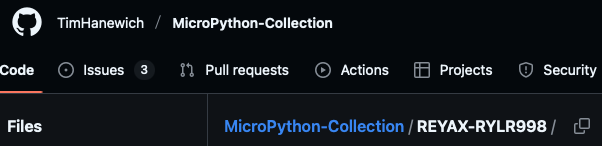 TimHanewich / MicroPython-Collection
Code Issues 3 Pull requests Actions Projects Security
Files MicroPython-Collection / REYAX-RYLR998 /